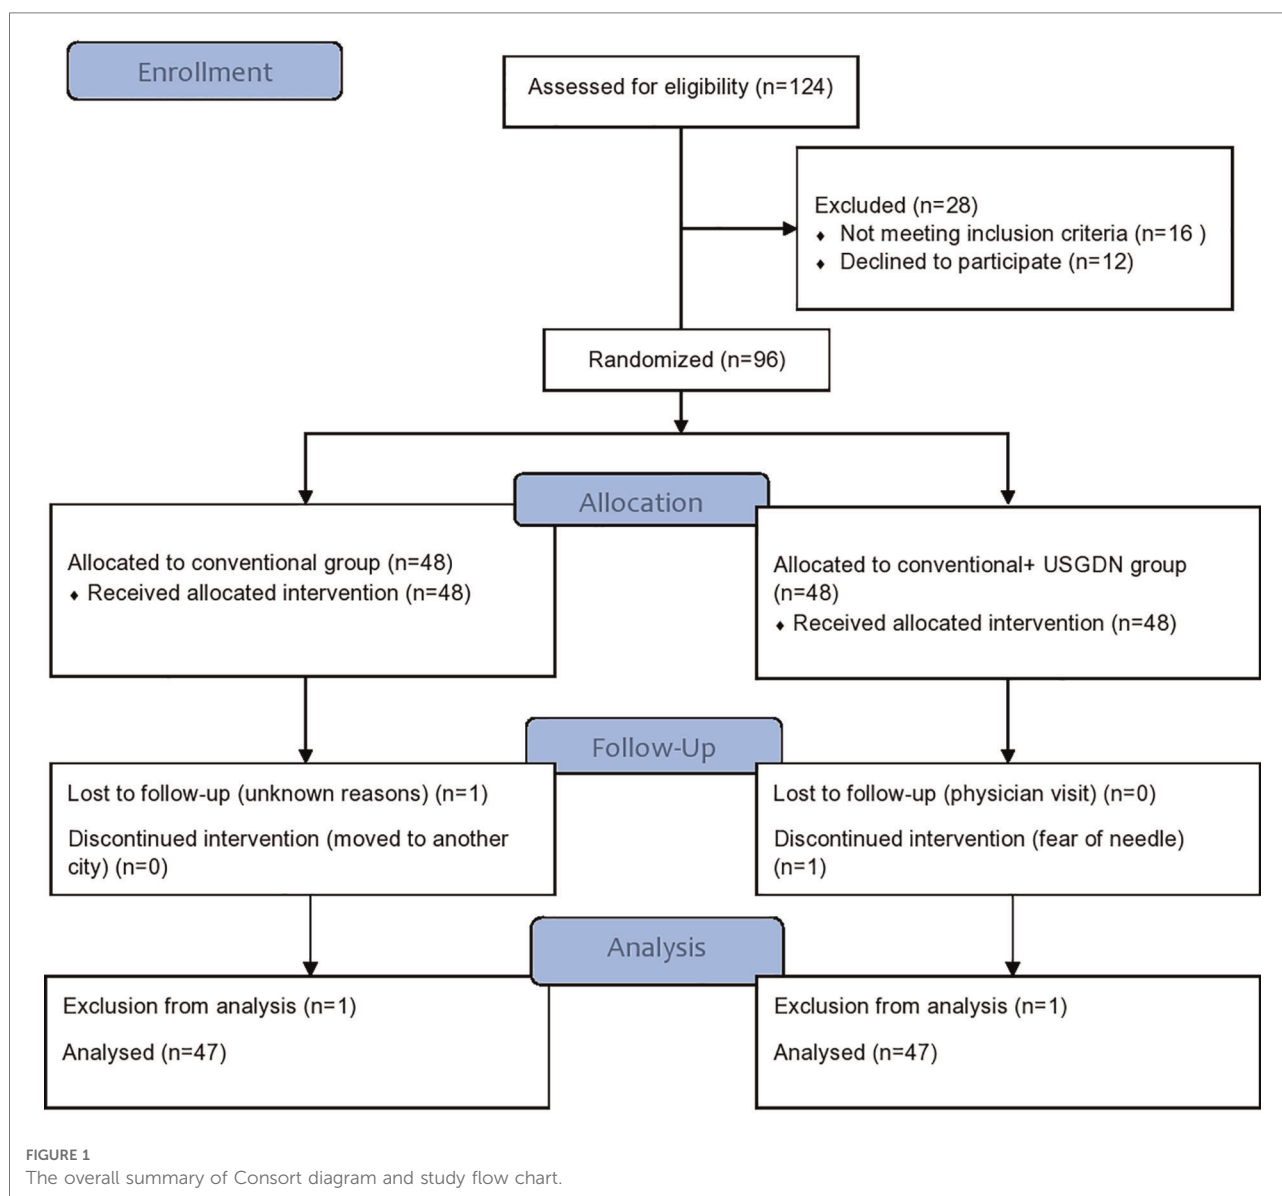 Enrollment
Assessed for eligibility (n=124)
Excluded (n=28)
♦ Not meeting inclusion criteria (n=16 )
♦ Declined to participate (n=12)
Randomized (n=96)
Allocation
Allocated to conventional group (n=48)
♦ Received allocated intervention (n=48)
Allocated to conventional+ USGDN group
(n=48)
♦ Received allocated intervention (n=48)
Follow-Up
Lost to follow-up (unknown reasons) (n=1)
Discontinued intervention (moved to another
city) (n=0)
Lost to follow-up (physician visit) (n=0)
Discontinued intervention (fear of needle)
(n=1)
Analysis
Exclusion from analysis (n=1)
Analysed (n=47)
Exclusion from analysis (n=1)
Analysed (n=47)
FIGURE 1
The overall summary of Consort diagram and study flow chart.